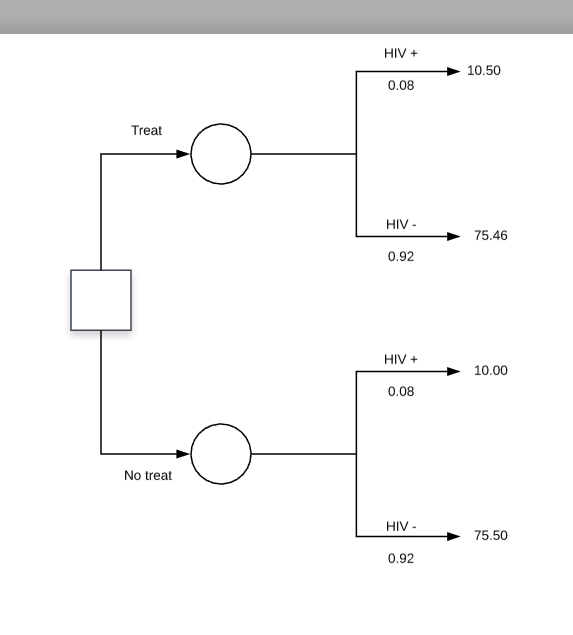 HIV +
10.50
0.08
Treat
HIV -
75.46
0.92
HIV +
10.00
0.08
No treat
HIV -
75.50
0.92